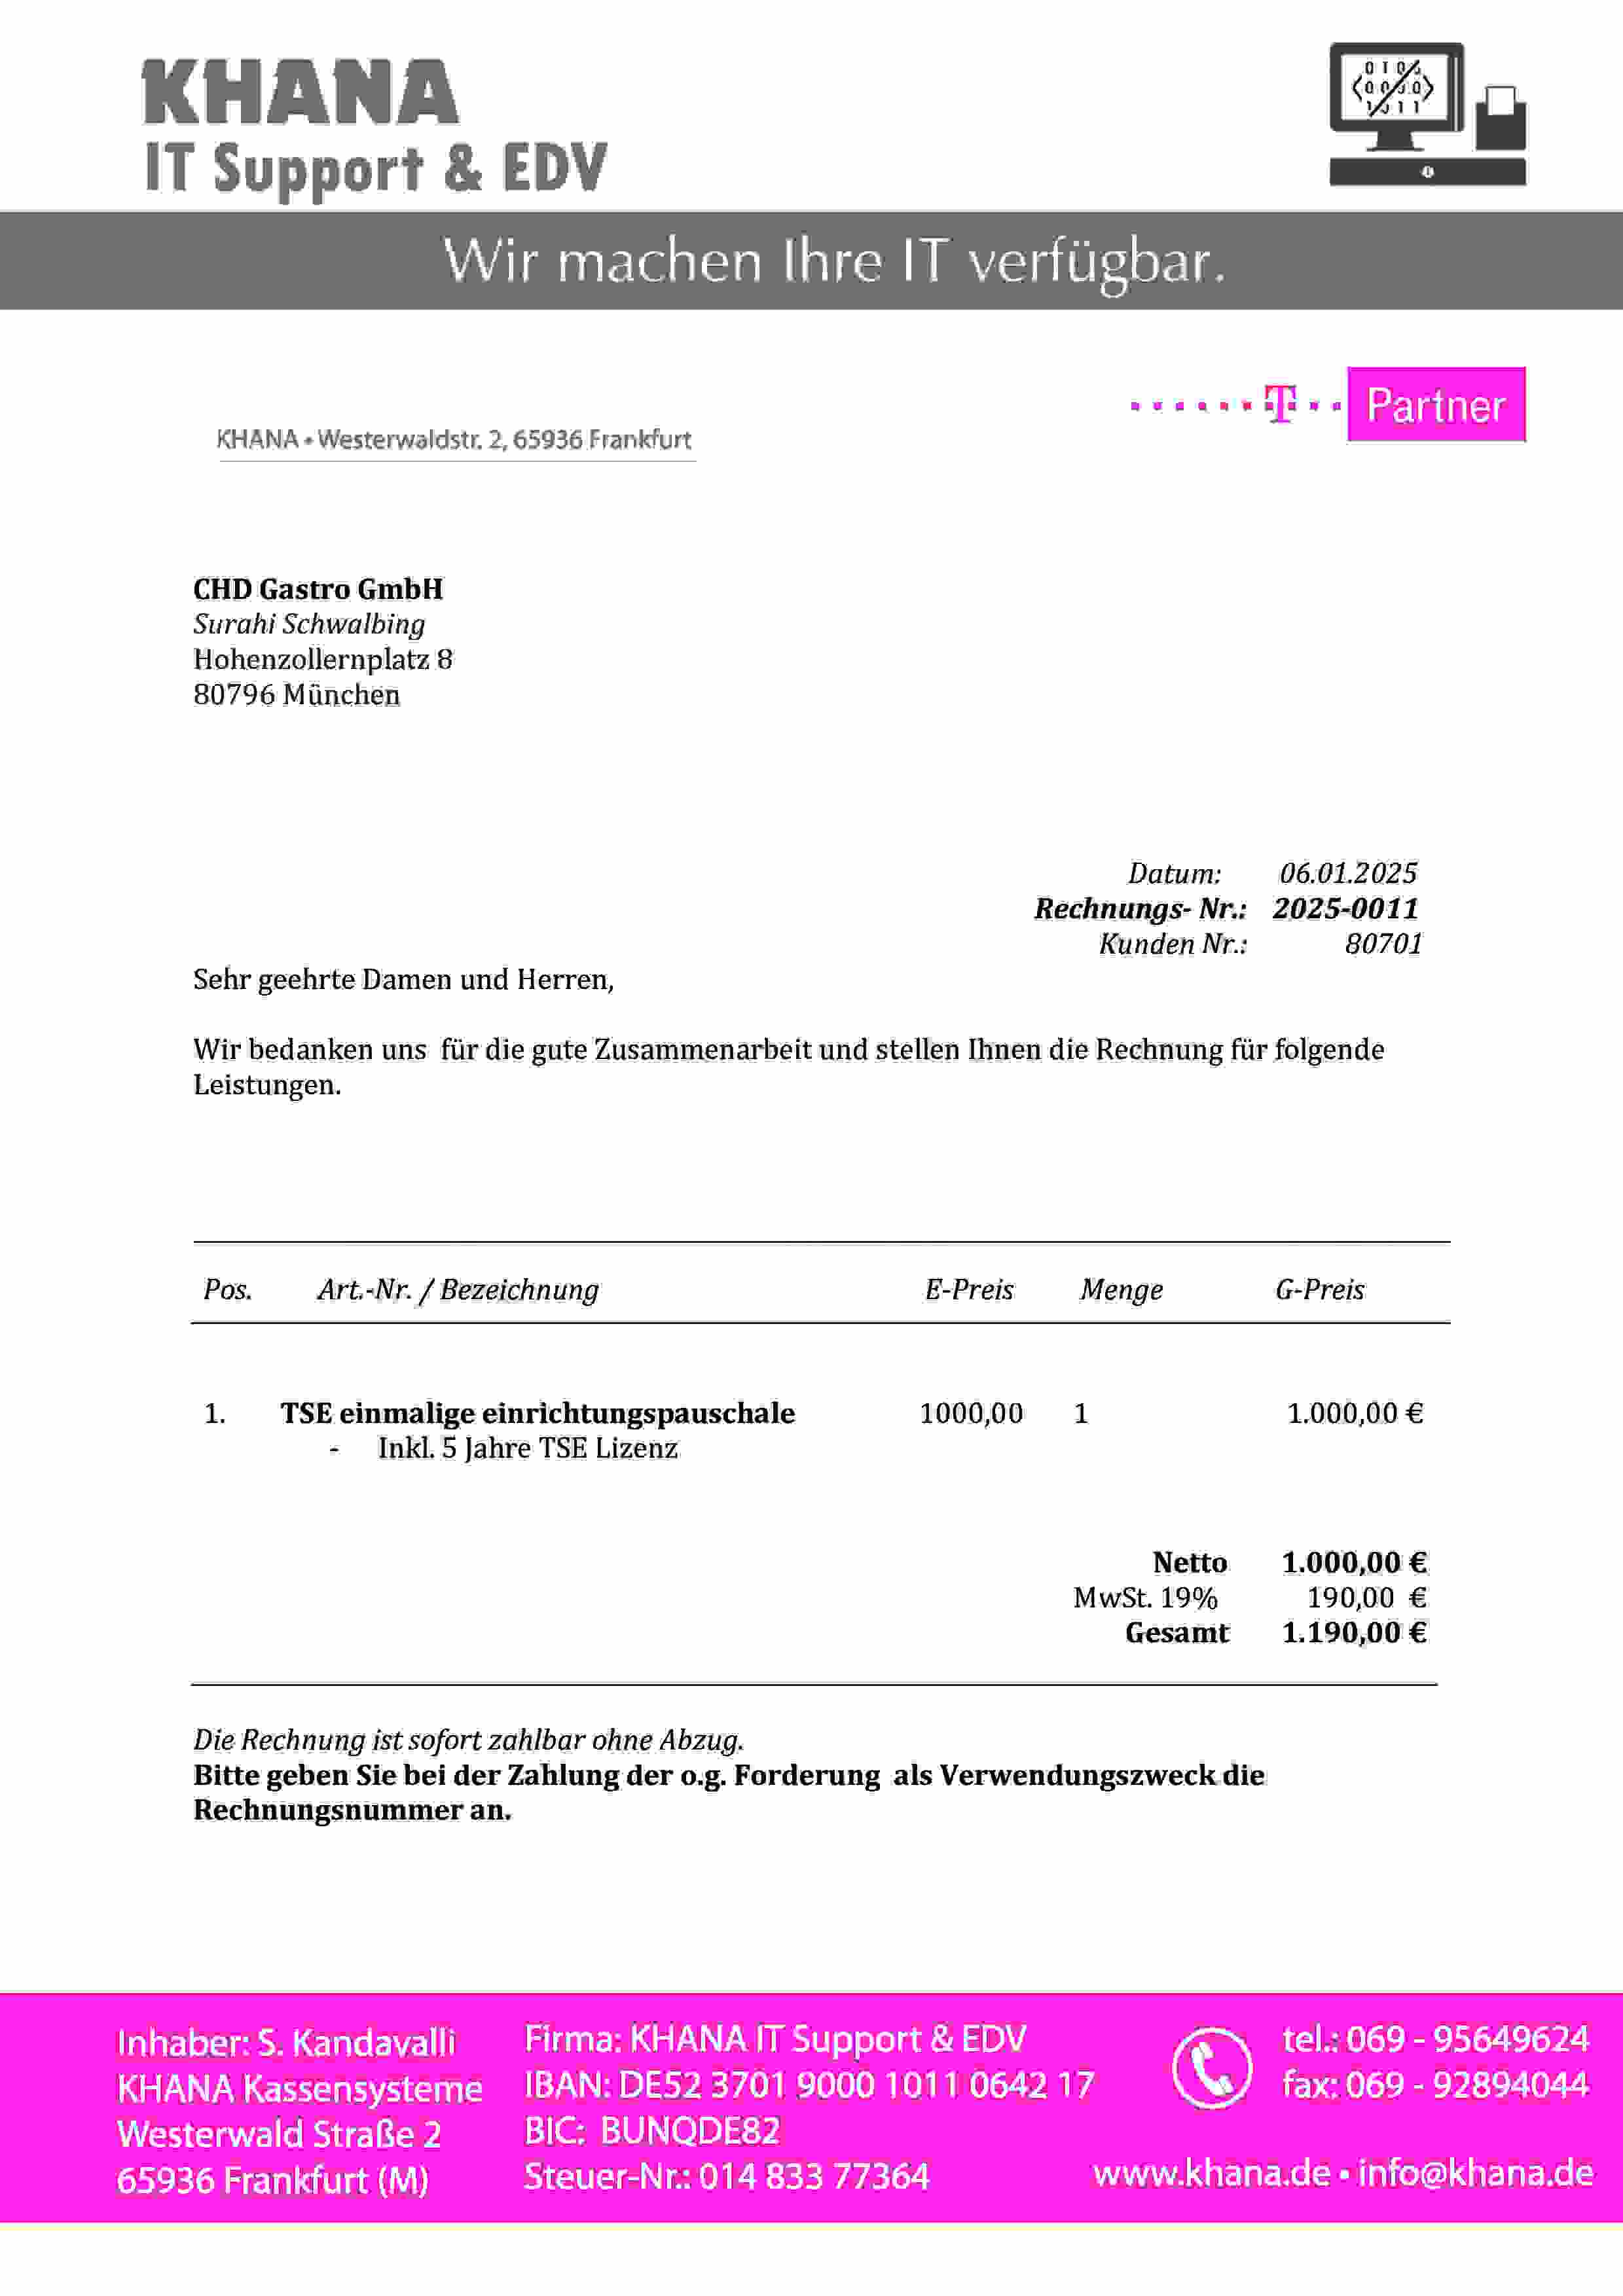 KHANA
IT Support & EDV
Wir machen Ihre IT verfügbar.
T Partner
KHANA • Westerwaldstr. 2, 65936 Frankfurt
CHD Gastro GmbH
Surahi Schwalbing
Hohenzollernplatz 8
80796 München
Datum: 06.01.2025
Rechnungs- Nr.: 2025-0011
Kunden Nr.: 80701
Sehr geehrte Damen und Herren,
Wir bedanken uns für die gute Zusammenarbeit und stellen Ihnen die Rechnung für folgende
Leistungen.
Pos. Art.-Nr. / Bezeichnung E-Preis Menge G-Preis
1. TSE einmalige einrichtungspauschale 1000,00 1 1.000,00 €
- Inkl. 5 Jahre TSE Lizenz
Netto 1.000,00 €
MwSt. 19% 190,00 €
Gesamt 1.190,00 €
Die Rechnung ist sofort zahlbar ohne Abzug.
Bitte geben Sie bei der Zahlung der o.g. Forderung als Verwendungszweck die
Rechnungsnummer an.
Inhaber: S. Kandavalli
KHANA Kassensysteme
Westerwald Straße 2
65936 Frankfurt (M)
Firma: KHANA IT Support & EDV
IBAN: DE52 3701 9000 1011 0642 17
BIC: BUNQDE82
Steuer-Nr.: 014 833 77364
tel.: 069 - 95649624
fax: 069 - 92894044
www.khana.de • info@khana.de